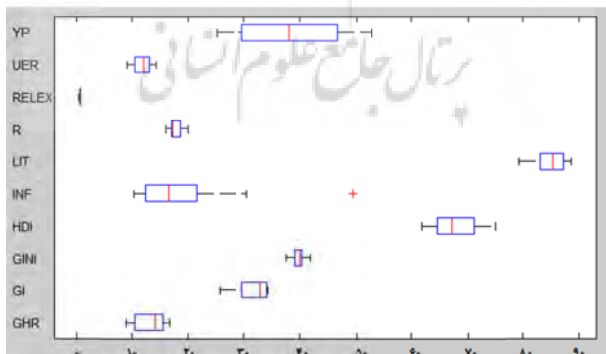 پرتال جامع علوم انسانی
YP
UER
RELEX
R
LIT
INF
HDI
GINI
GI
GHR
۰ ۱۰ ۲۰ ۳۰ ۴۰ ۵۰ ۶۰ ۷۰ ۸۰ ۹۰